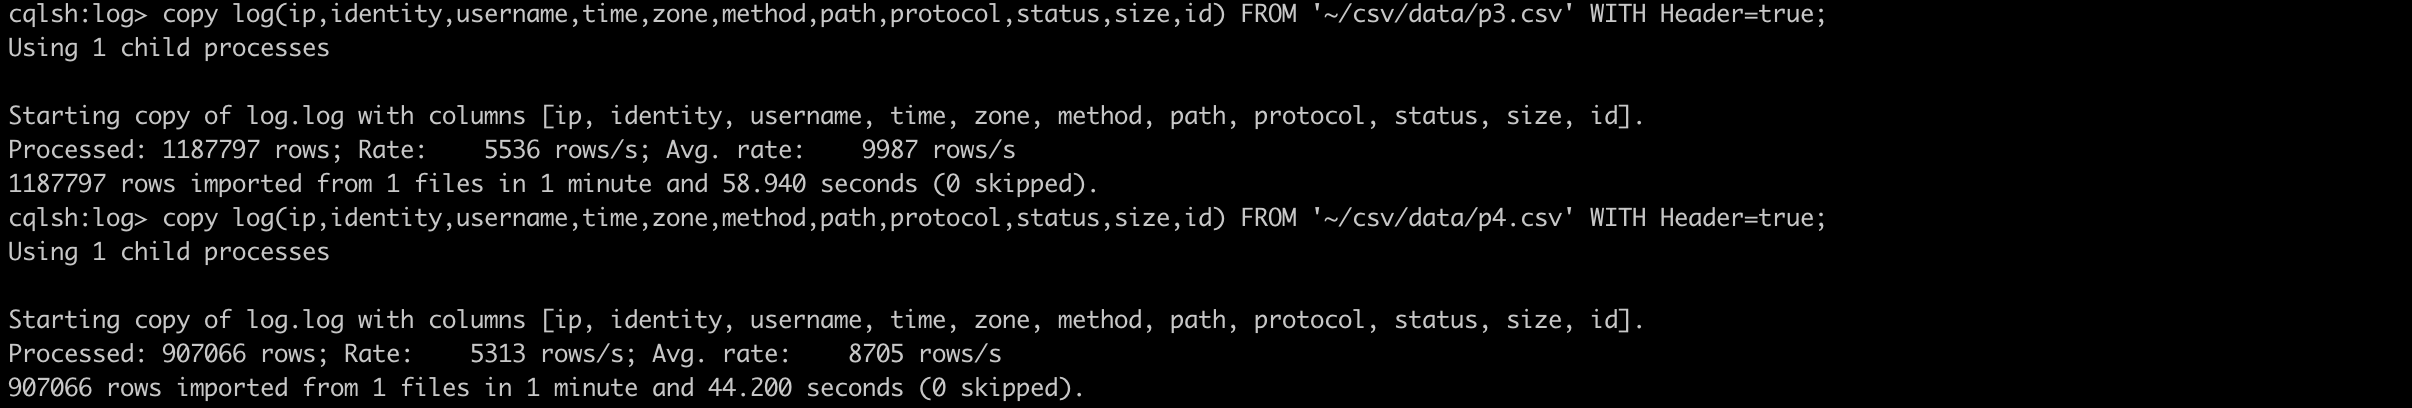 cqlsh:log> copy log(ip,identity,username,time,zone,method,path,protocol,status,size,id) FROM '~/csv/data/p3.csv' WITH Header=true;
Using 1 child processes

Starting copy of log.log with columns [ip, identity, username, time, zone, method, path, protocol, status, size, id].
Processed: 1187797 rows; Rate:    5536 rows/s; Avg. rate:    9987 rows/s
1187797 rows imported from 1 files in 1 minute and 58.940 seconds (0 skipped).
cqlsh:log> copy log(ip,identity,username,time,zone,method,path,protocol,status,size,id) FROM '~/csv/data/p4.csv' WITH Header=true;
Using 1 child processes

Starting copy of log.log with columns [ip, identity, username, time, zone, method, path, protocol, status, size, id].
Processed: 907066 rows; Rate:    5313 rows/s; Avg. rate:    8705 rows/s
907066 rows imported from 1 files in 1 minute and 44.200 seconds (0 skipped).